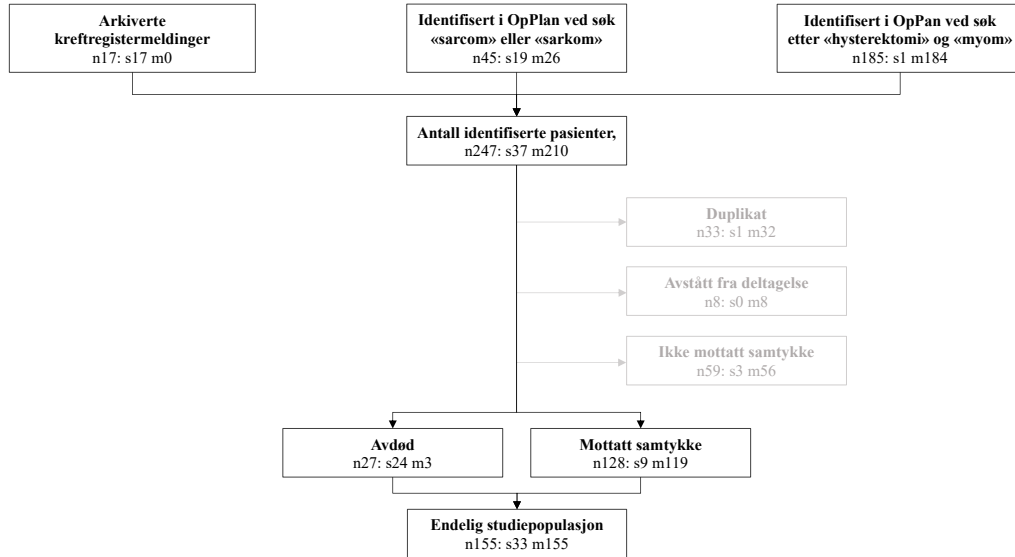 Arkiverte
kreftregistermeldinger
n17: s17 m0
Identifisert i OpPlan ved søk
«sarcom» eller «sarkom»
n45: s19 m26
Identifisert i OpPan ved søk
etter «hysterektomi» og «myom»
n185: s1 m184
Antall identifiserte pasienter,
n247: s37 m210
Duplikat
n33: s1 m32
Avstått fra deltagelse
n8: s0 m8
Ikke mottatt samtykke
n59: s3 m56
Avdød
n27: s24 m3
Mottatt samtykke
n128: s9 m119
Endelig studiepopulasjon
n155: s33 m155